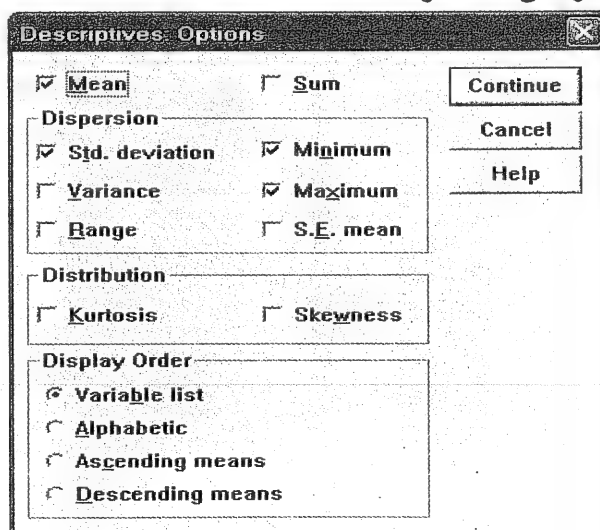 Descriptives: Options
Mean
Sum
Continue
Dispersion
Cancel
Std. deviation
Minimum
Help
Variance
Maximum
Range
S.E. mean
Distribution
Kurtosis
Skewness
Display Order
Variable list
Alphabetic
Ascending means
Descending means